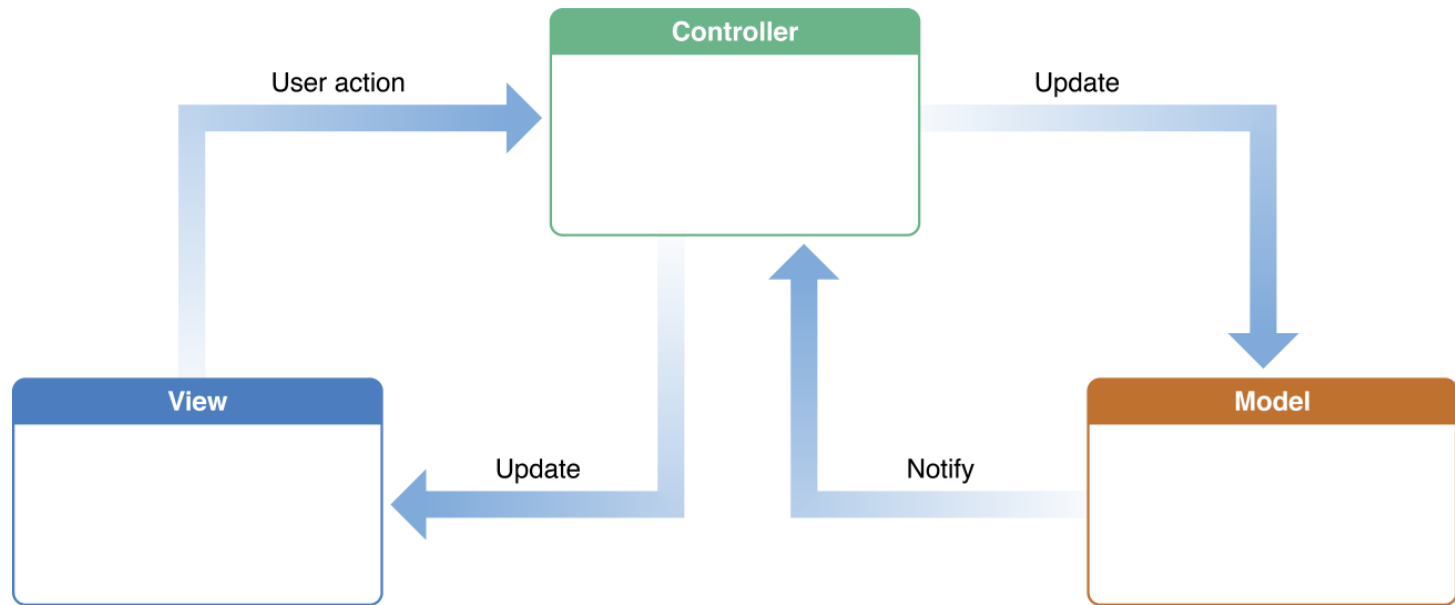 Controller
User action
Update
View
Model
Update
Notify